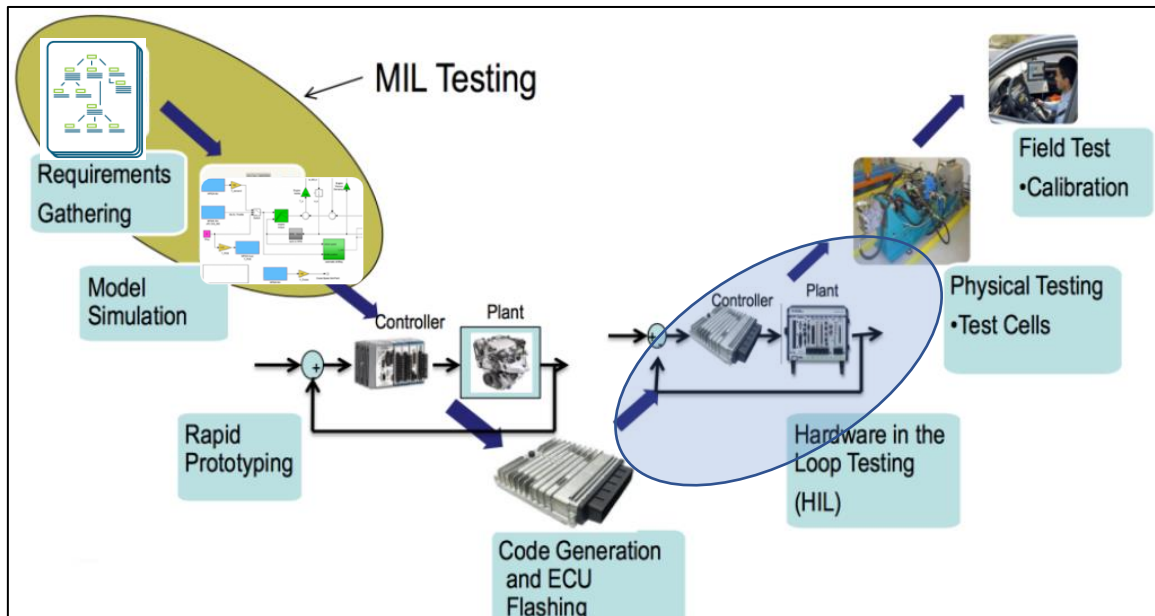 MIL Testing
Requirements
Gathering
Model
Simulation
Controller
Plant
+
Rapid
Prototyping
Code Generation
and ECU
Flashing
Controller
Plant
+
Hardware in the
Loop Testing
(HIL)
Physical Testing
•Test Cells
Field Test
•Calibration